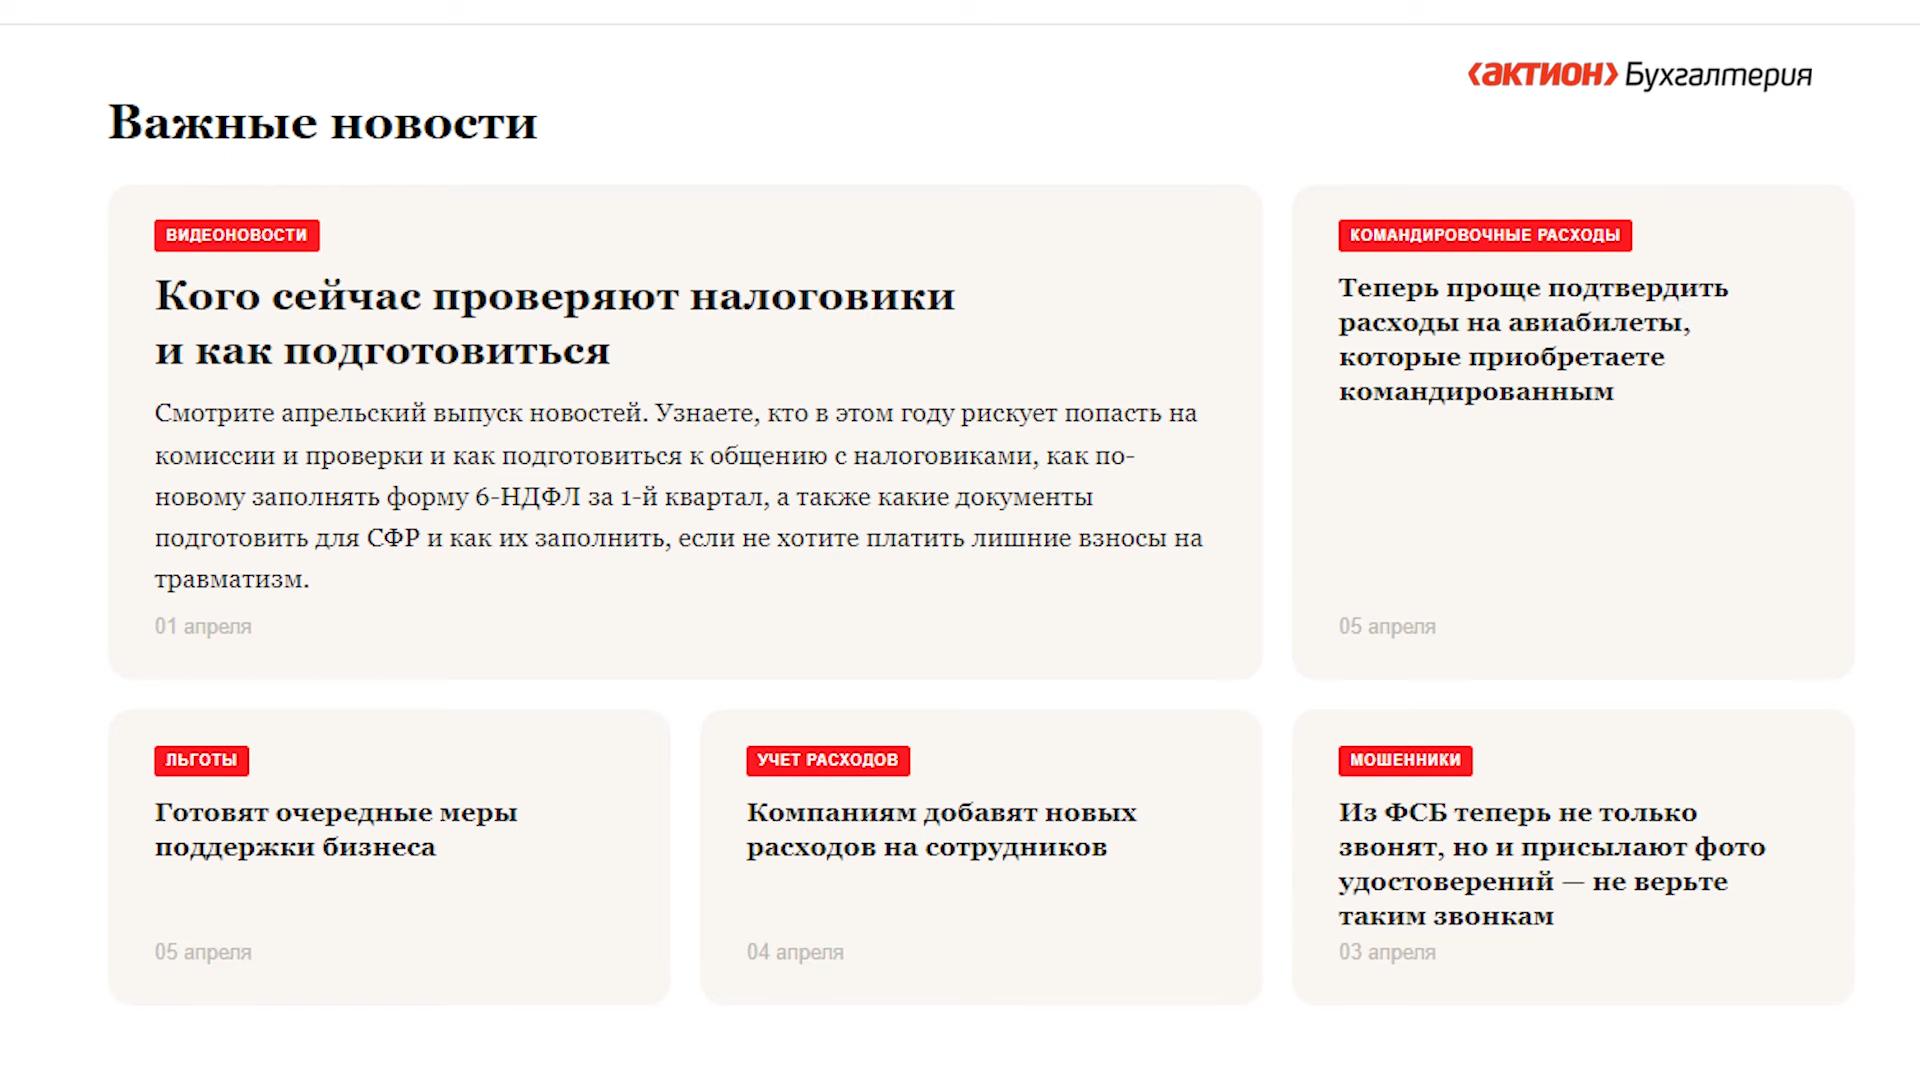 ‹актион› Бухгалтерия
Важные новости
ВИДЕОНОВОСТИ
Кого сейчас проверяют налоговики
и как подготовиться
Смотрите апрельский выпуск новостей. Узнаете, кто в этом году рискует попасть на
комиссии и проверки и как подготовиться к общению с налоговиками, как по-
новому заполнять форму 6-НДФЛ за 1-й квартал, а также какие документы
подготовить для СФР и как их заполнить, если не хотите платить лишние взносы на
травматизм.
01 апреля
КОМАНДИРОВОЧНЫЕ РАСХОДЫ
Теперь проще подтвердить
расходы на авиабилеты,
которые приобретаете
командированным
05 апреля
ЛЬГОТЫ
Готовят очередные меры
поддержки бизнеса
05 апреля
УЧЕТ РАСХОДОВ
Компаниям добавят новых
расходов на сотрудников
04 апреля
МОШЕННИКИ
Из ФСБ теперь не только
звонят, но и присылают фото
удостоверений — не верьте
таким звонкам
03 апреля